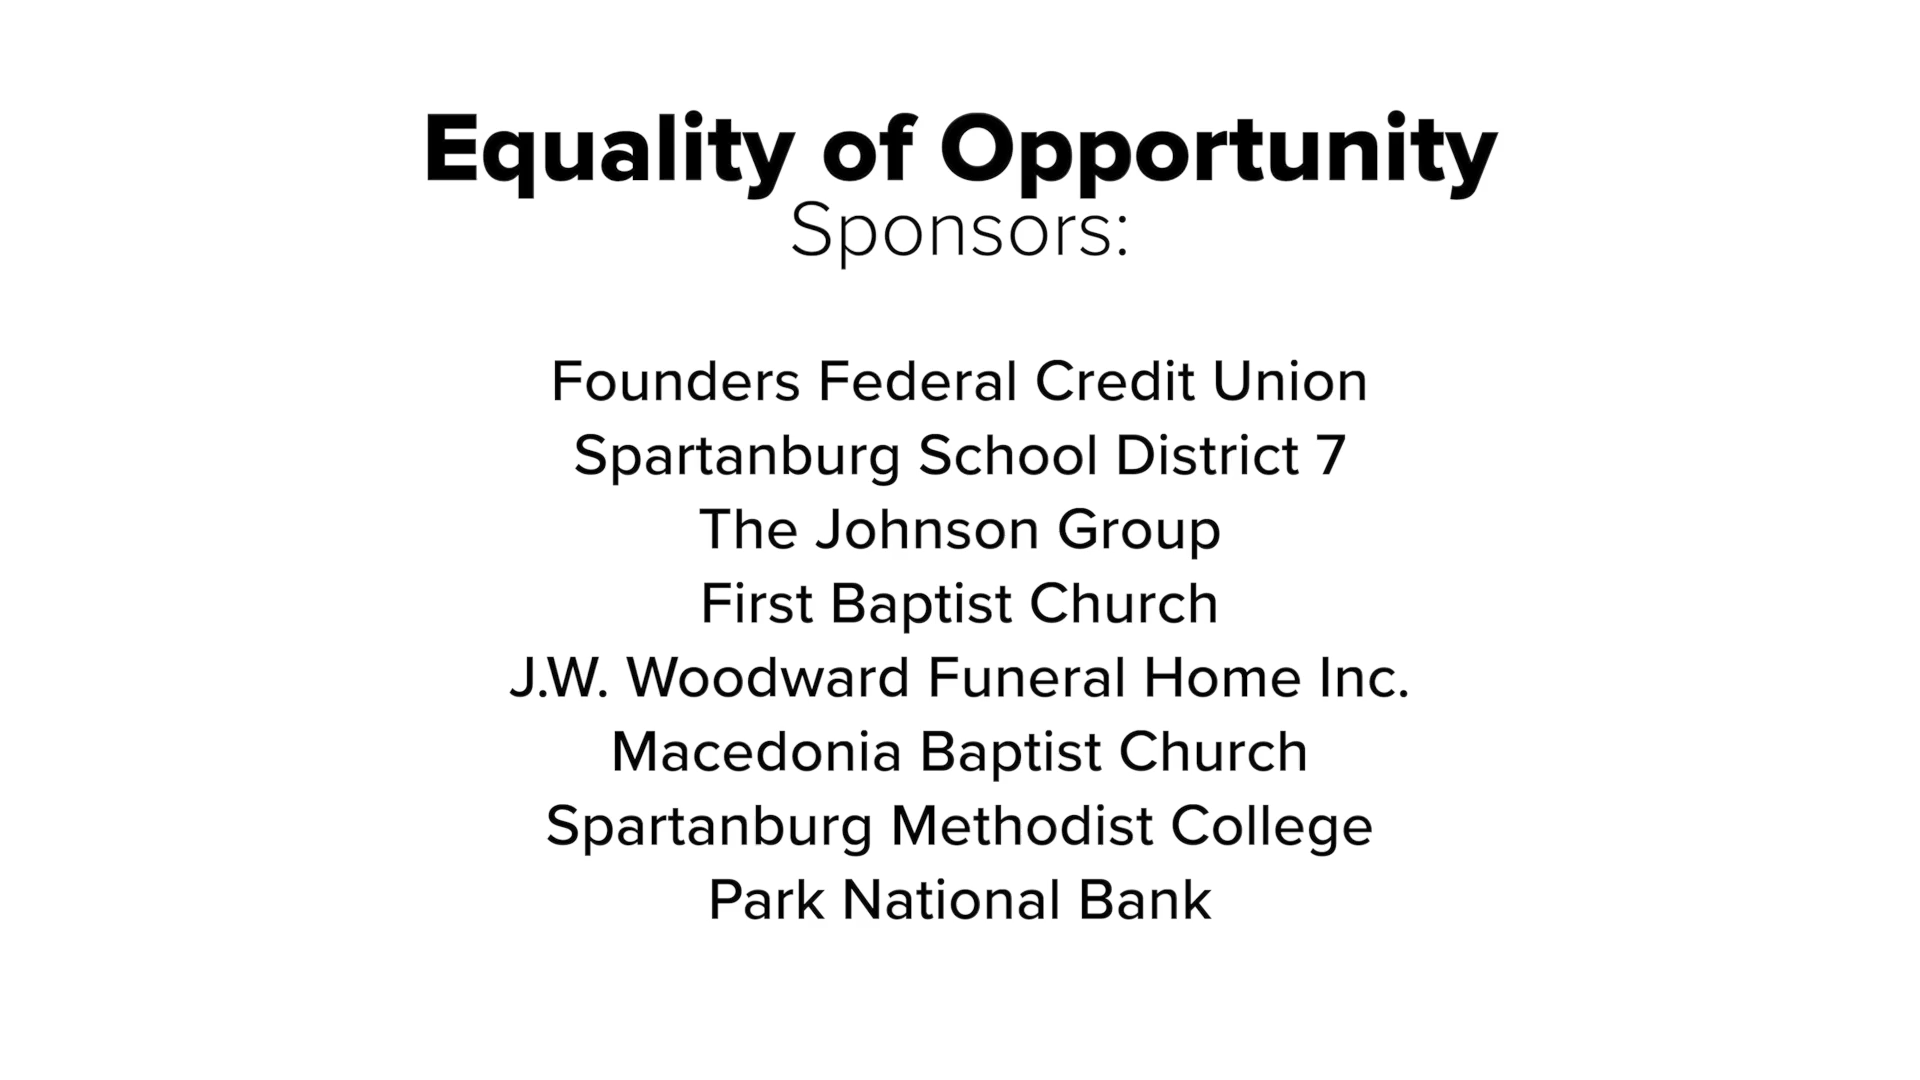 Equality of Opportunity
Sponsors:
Founders Federal Credit Union
Spartanburg School District 7
The Johnson Group
First Baptist Church
J.W. Woodward Funeral Home Inc.
Macedonia Baptist Church
Spartanburg Methodist College
Park National Bank